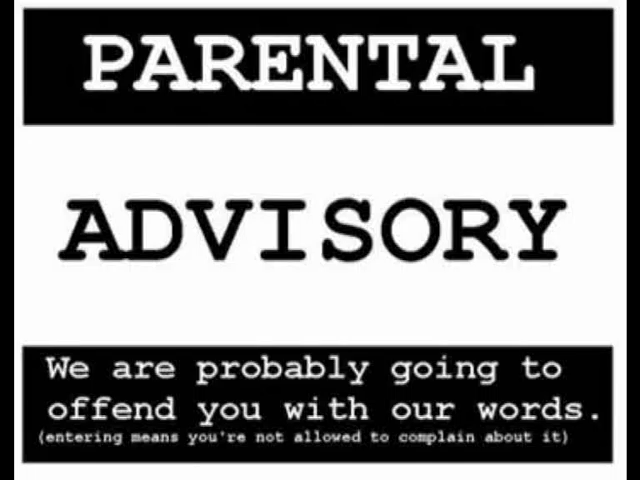 PARENTAL
ADVISORY
We are probably going to
offend you with our words.
(entering means you're not allowed to complain about it)